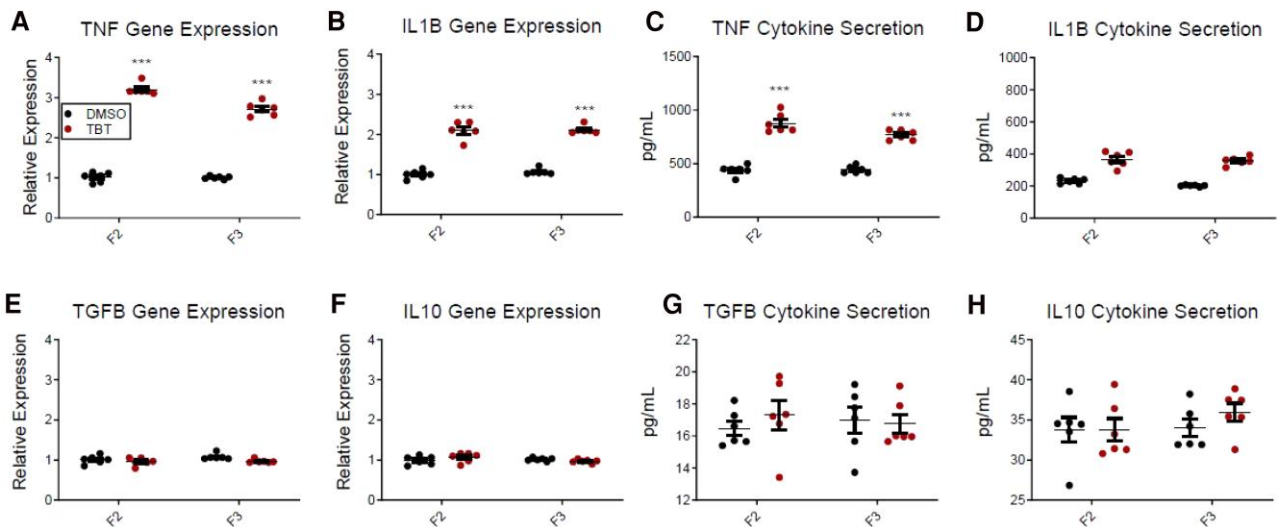 A
TNF Gene Expression
Relative Expression
4
3
2
1
0
DMSO
TBT
***
***
F2
F3
B
IL1B Gene Expression
Relative Expression
4
3
2
1
0
***
***
F2
F3
C
TNF Cytokine Secretion
pg/mL
1500
1000
500
0
***
***
F2
F3
D
IL1B Cytokine Secretion
pg/mL
1000
800
600
400
200
0
F2
F3
E
TGFB Gene Expression
Relative Expression
4
3
2
1
0
F2
F3
F
IL10 Gene Expression
Relative Expression
4
3
2
1
0
F2
F3
G
TGFB Cytokine Secretion
pg/mL
22
20
18
16
14
12
F2
F3
H
IL10 Cytokine Secretion
pg/mL
45
40
35
30
25
F2
F3